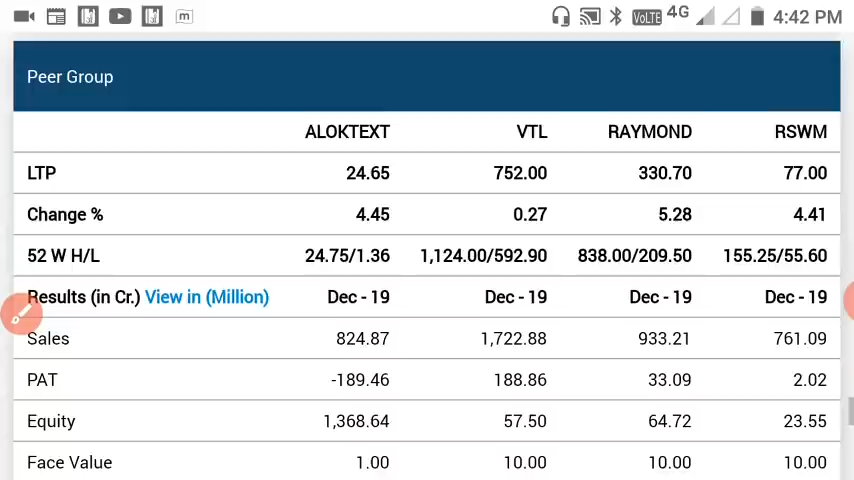 VoLTE 4G 4:42 PM
m
Peer Group
ALOKTEXT VTL RAYMOND RSWM
LTP 24.65 752.00 330.70 77.00
Change % 4.45 0.27 5.28 4.41
52 W H/L 24.75/1.36 1,124.00/592.90 838.00/209.50 155.25/55.60
Results (in Cr.) View in (Million) Dec - 19 Dec - 19 Dec - 19 Dec - 19
Sales 824.87 1,722.88 933.21 761.09
PAT -189.46 188.86 33.09 2.02
Equity 1,368.64 57.50 64.72 23.55
Face Value 1.00 10.00 10.00 10.00